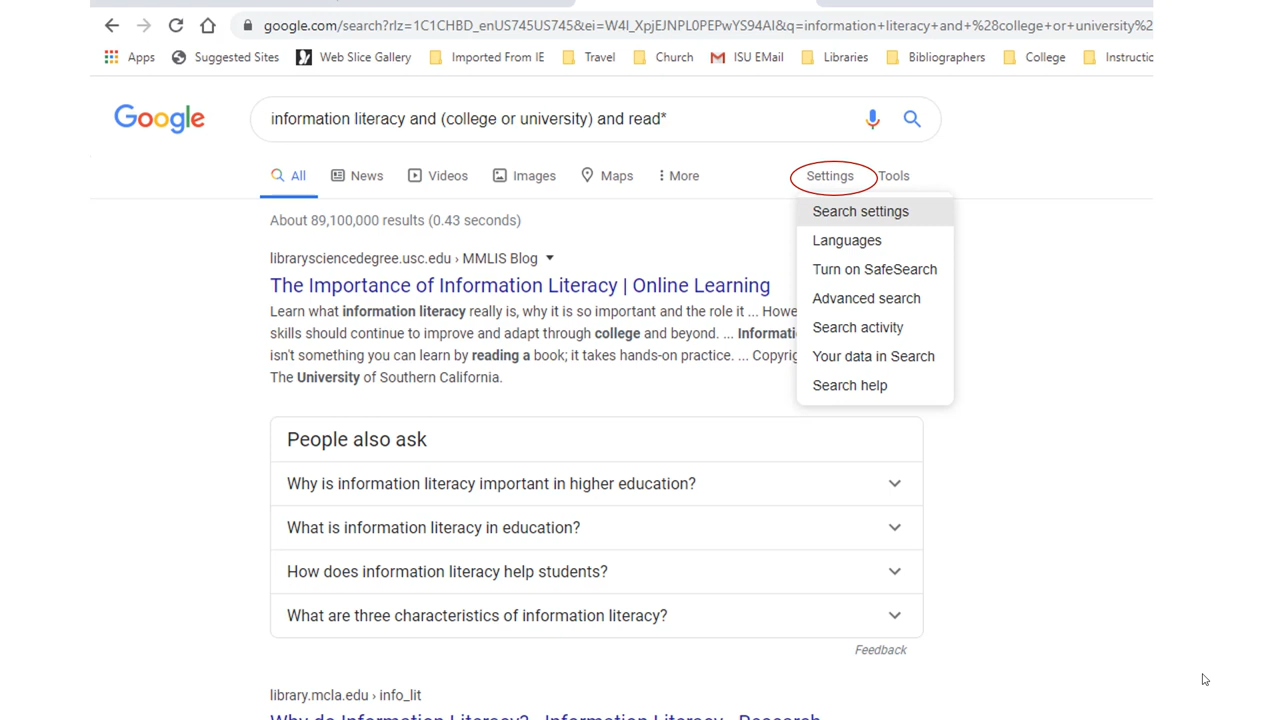 google.com/search?rlz=1C1CHBD_enUS745US745&ei=W4I_XpjEJNPL0PEPwYS94AI&q=information+literacy+and+%28college+or+university%2
Apps Suggested Sites Web Slice Gallery Imported From IE Travel Church ISU EMail Libraries Bibliographers College Instructic
Google information literacy and (college or university) and read*
All News Videos Images Maps More Settings Tools
About 89,100,000 results (0.43 seconds)
librarysciencedegree.usc.edu › MMLIS Blog
The Importance of Information Literacy | Online Learning
Learn what information literacy really is, why it is so important and the role it ... Howe
skills should continue to improve and adapt through college and beyond. ... Informati
isn't something you can learn by reading a book; it takes hands-on practice. ... Copyrig
The University of Southern California.
Search settings
Languages
Turn on SafeSearch
Advanced search
Search activity
Your data in Search
Search help
People also ask
Why is information literacy important in higher education?
What is information literacy in education?
How does information literacy help students?
What are three characteristics of information literacy?
Feedback
library.mcla.edu › info_lit
Why do Information Literacy? - Information Literacy - Research